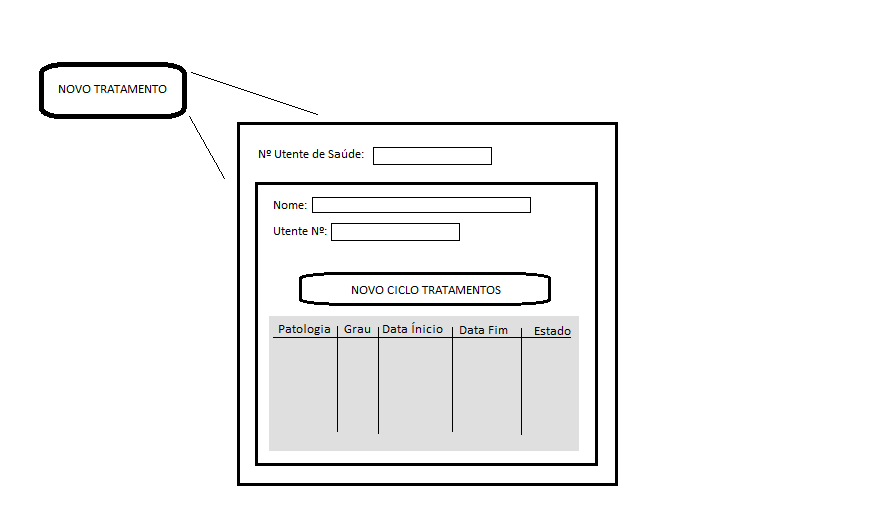 NOVO TRATAMENTO
Nº Utente de Saúde:
Nome:
Utente Nº:
NOVO CICLO TRATAMENTOS
Patologia Grau Data Ínicio Data Fim Estado